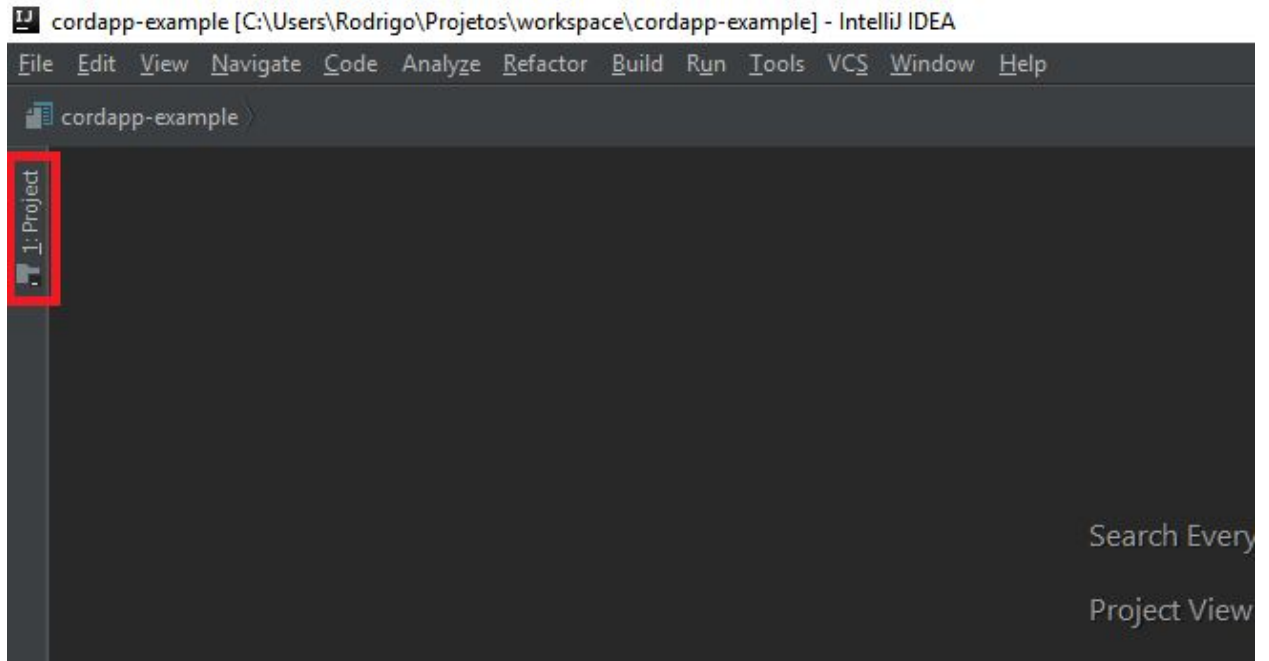 IJ cordapp-example [C:\Users\Rodrigo\Projetos\workspace\cordapp-example] - IntelliJ IDEA
File Edit View Navigate Code Analyze Refactor Build Run Tools VCS Window Help
cordapp-example
1: Project
Search Every
Project View